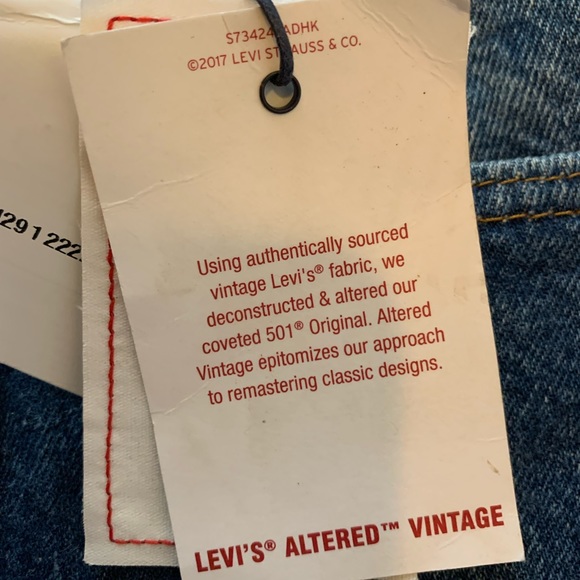 ©2017 LEVI STRAUSS & CO.
Using authentically sourced
vintage Levi's® fabric, we
deconstructed & altered our
coveted 501® Original. Altered
Vintage epitomizes our approach
to remastering classic designs.
LEVI'S® ALTERED™ VINTAGE